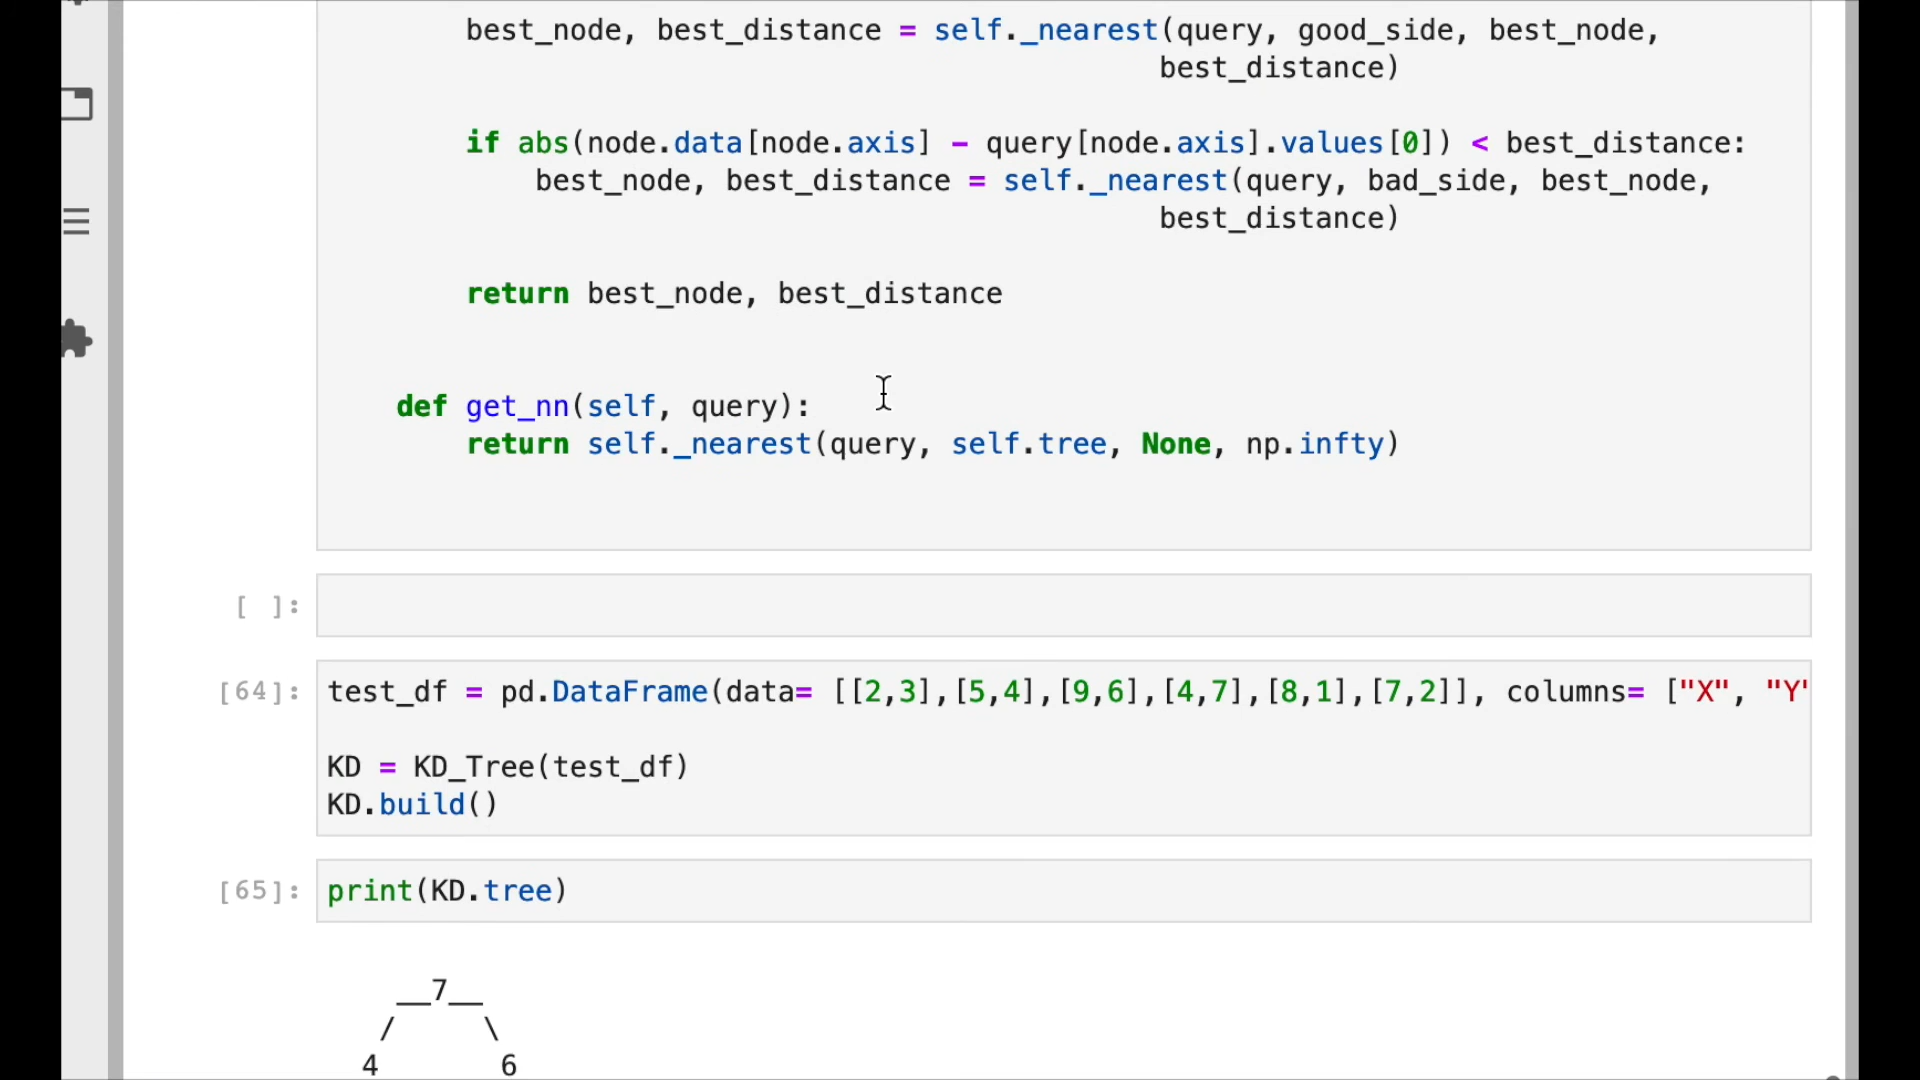 best_node, best_distance = self._nearest(query, good_side, best_node,
best_distance)
if abs(node.data[node.axis] - query[node.axis].values[0]) < best_distance:
best_node, best_distance = self._nearest(query, bad_side, best_node,
best_distance)
return best_node, best_distance
def get_nn(self, query):
return self._nearest(query, self.tree, None, np.infty)
[ ]:
[64]: test_df = pd.DataFrame(data= [[2,3],[5,4],[9,6],[4,7],[8,1],[7,2]], columns= ["X", "Y"
KD = KD_Tree(test_df)
KD.build()
[65]: print(KD.tree)
__7__
/ \
4 6